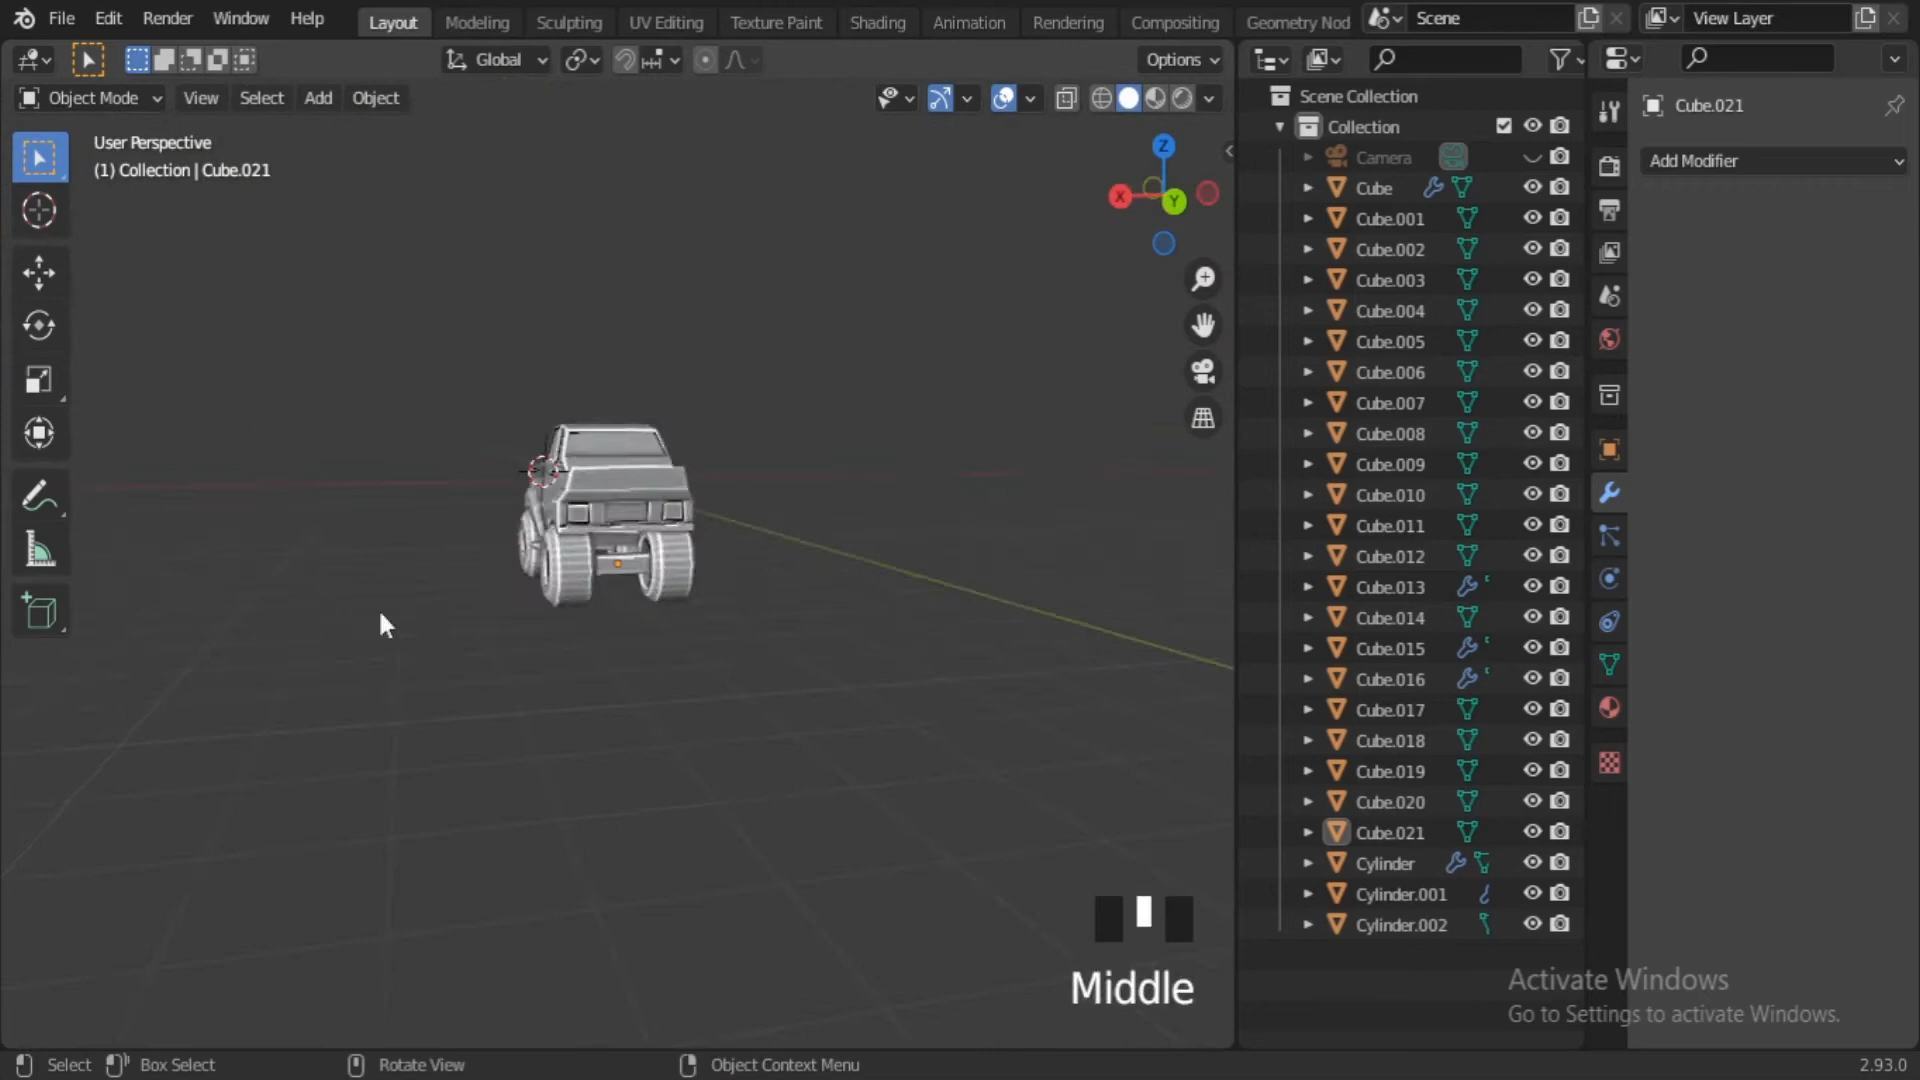 File Edit Render Window Help Layout Modeling Sculpting UV Editing Texture Paint Shading Animation Rendering Compositing Geometry Nod Scene View Layer
Global Options
Object Mode View Select Add Object
User Perspective
(1) Collection | Cube.021
Z
X
Y
Scene Collection
Collection
Camera
Cube
Cube.001
Cube.002
Cube.003
Cube.004
Cube.005
Cube.006
Cube.007
Cube.008
Cube.009
Cube.010
Cube.011
Cube.012
Cube.013
Cube.014
Cube.015
Cube.016
Cube.017
Cube.018
Cube.019
Cube.020
Cube.021
Cylinder
Cylinder.001
Cylinder.002
Cube.021
Add Modifier
Middle
Activate Windows
Go to Settings to activate Windows.
Select Box Select Rotate View Object Context Menu 2.93.0